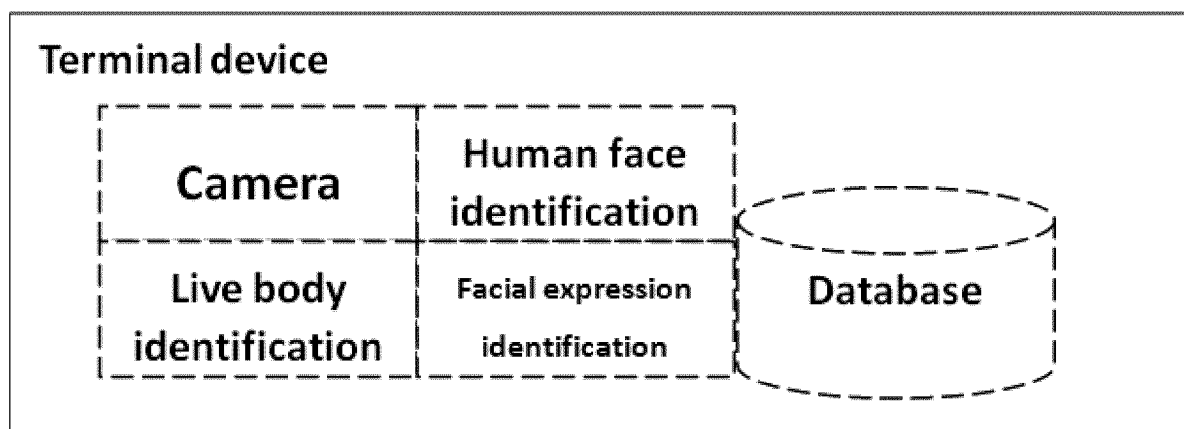 Terminal device
Camera
Human face
identification
Live body
identification
Facial expression
identification
Database